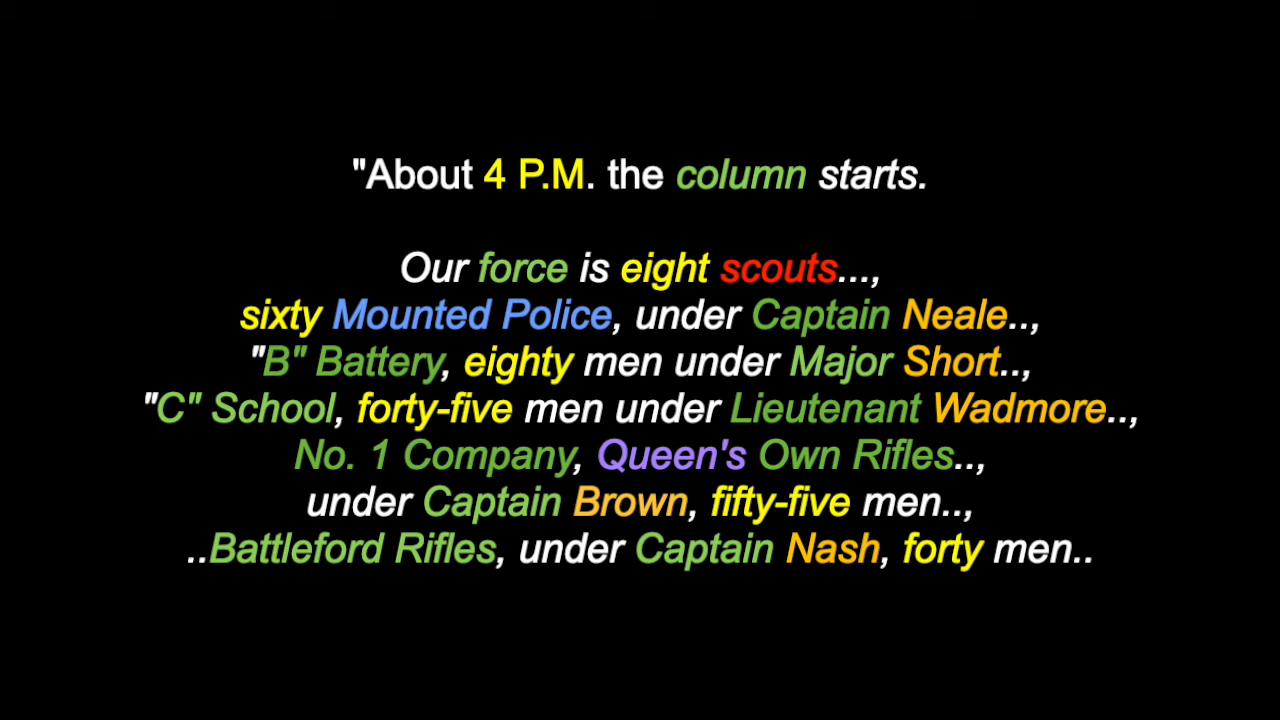 "About 4 P.M. the column starts.
Our force is eight scouts...,
sixty Mounted Police, under Captain Neale..,
"B" Battery, eighty men under Major Short..,
"C" School, forty-five men under Lieutenant Wadmore..,
No. 1 Company, Queen's Own Rifles..,
under Captain Brown, fifty-five men..,
..Battleford Rifles, under Captain Nash, forty men..